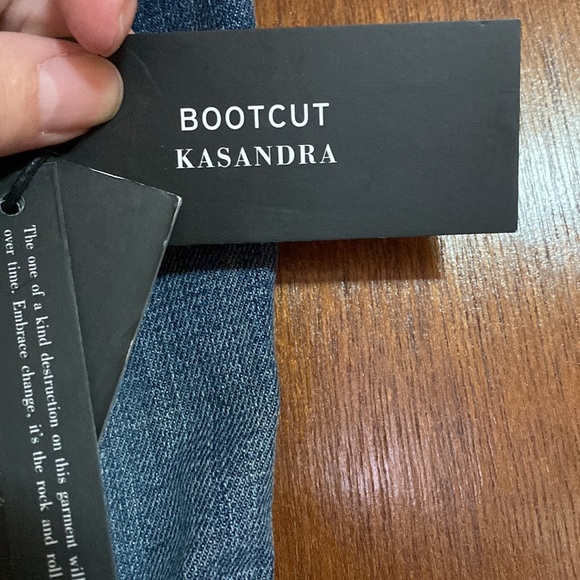 BOOTCUT
KASANDRA
The one of a kind destruction on this garment will
over time. Embrace change, it's the rock and roll